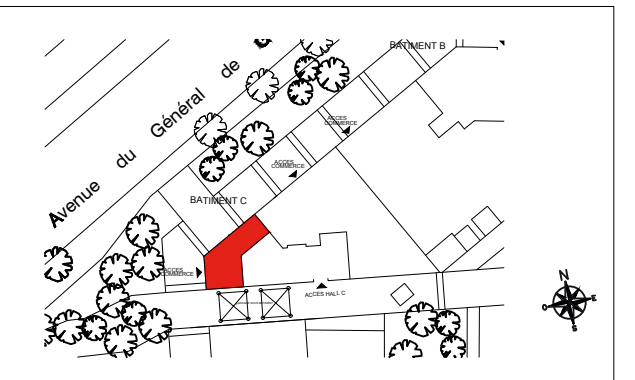 BATIMENT B
Avenue du Général de
ACCES
COMMERCE
ACCES
COMMERCE
BATIMENT C
ACCES
COMMERCE
ACCES HALL C
N
O
E
S